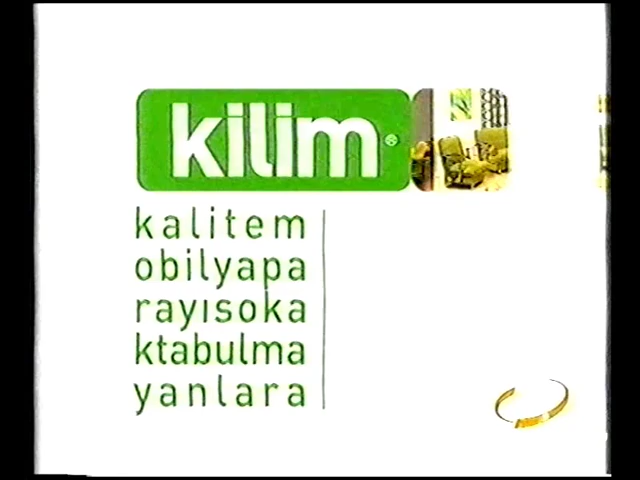 kilim®
kalitem
obilyapa
rayısoka
ktabulma
yanlara